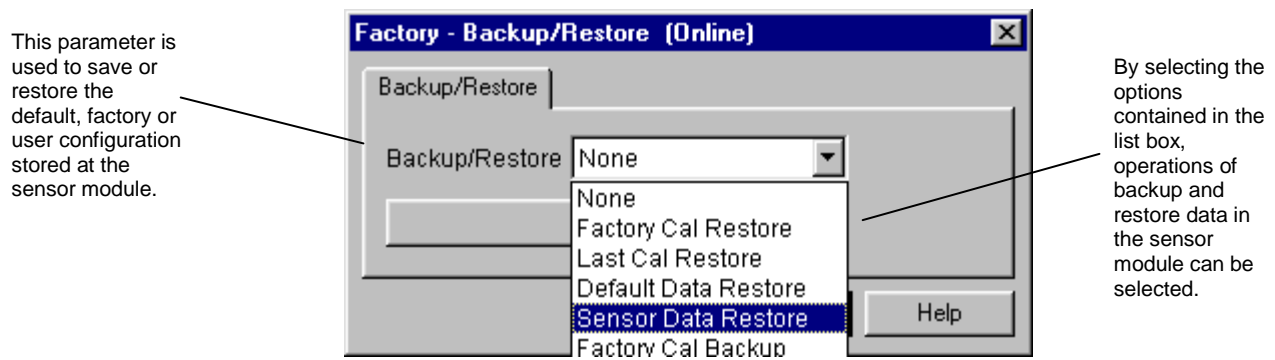 This parameter is
used to save or
restore the
default, factory or
user configuration
stored at the
sensor module.
Factory - Backup/Restore (Online)
Backup/Restore
Backup/Restore None
None
Factory Cal Restore
Last Cal Restore
Default Data Restore
Sensor Data Restore
Factory Cal Backup
Help
By selecting the
options
contained in the
list box,
operations of
backup and
restore data in
the sensor
module can be
selected.